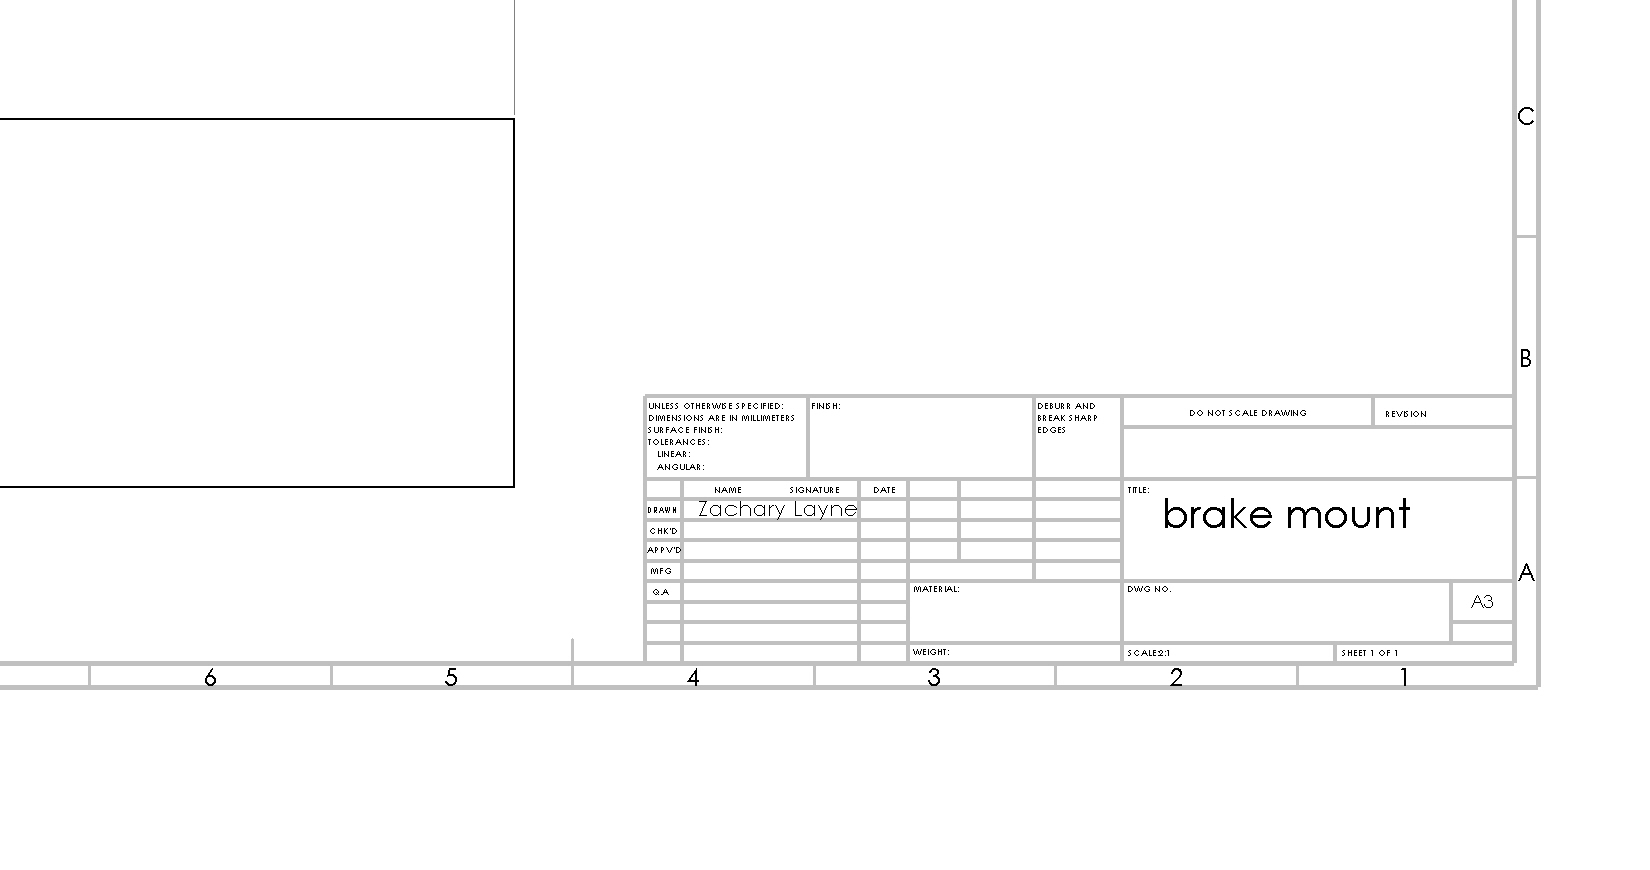 C
B
UNLESS OTHERWISE SPECIFIED:
DIMENSIONS ARE IN MILLIMETERS
SURFACE FINISH:
TOLERANCES:
LINEAR:
ANGULAR:
FINISH:
DEBURR AND
BREAK SHARP
EDGES
DO NOT SCALE DRAWING
REVISION
NAME SIGNATURE DATE
DRAWN Zachary Layne
CHK'D
APPV'D
MFG
Q.A
TITLE:
brake mount
A
MATERIAL:
DWG NO.
A3
WEIGHT:
SCALE:2:1
SHEET 1 OF 1
6 5 4 3 2 1